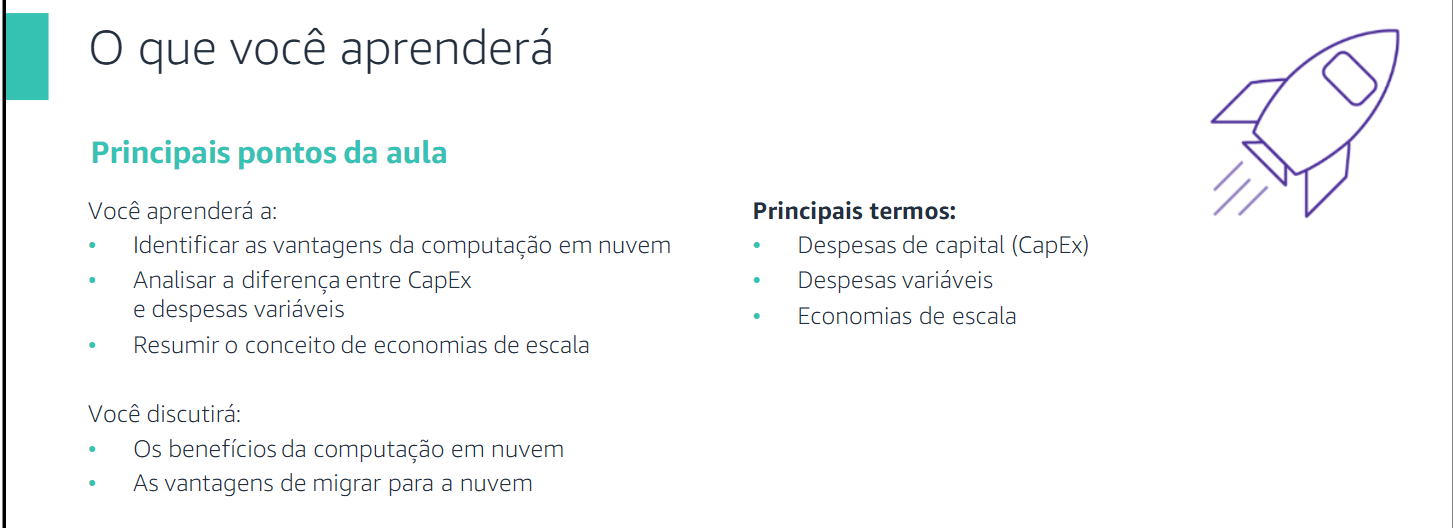 O que você aprenderá
Principais pontos da aula
Você aprenderá a:
• Identificar as vantagens da computação em nuvem
• Analisar a diferença entre CapEx
e despesas variáveis
• Resumir o conceito de economias de escala
Você discutirá:
• Os benefícios da computação em nuvem
• As vantagens de migrar para a nuvem
Principais termos:
• Despesas de capital (CapEx)
• Despesas variáveis
• Economias de escala